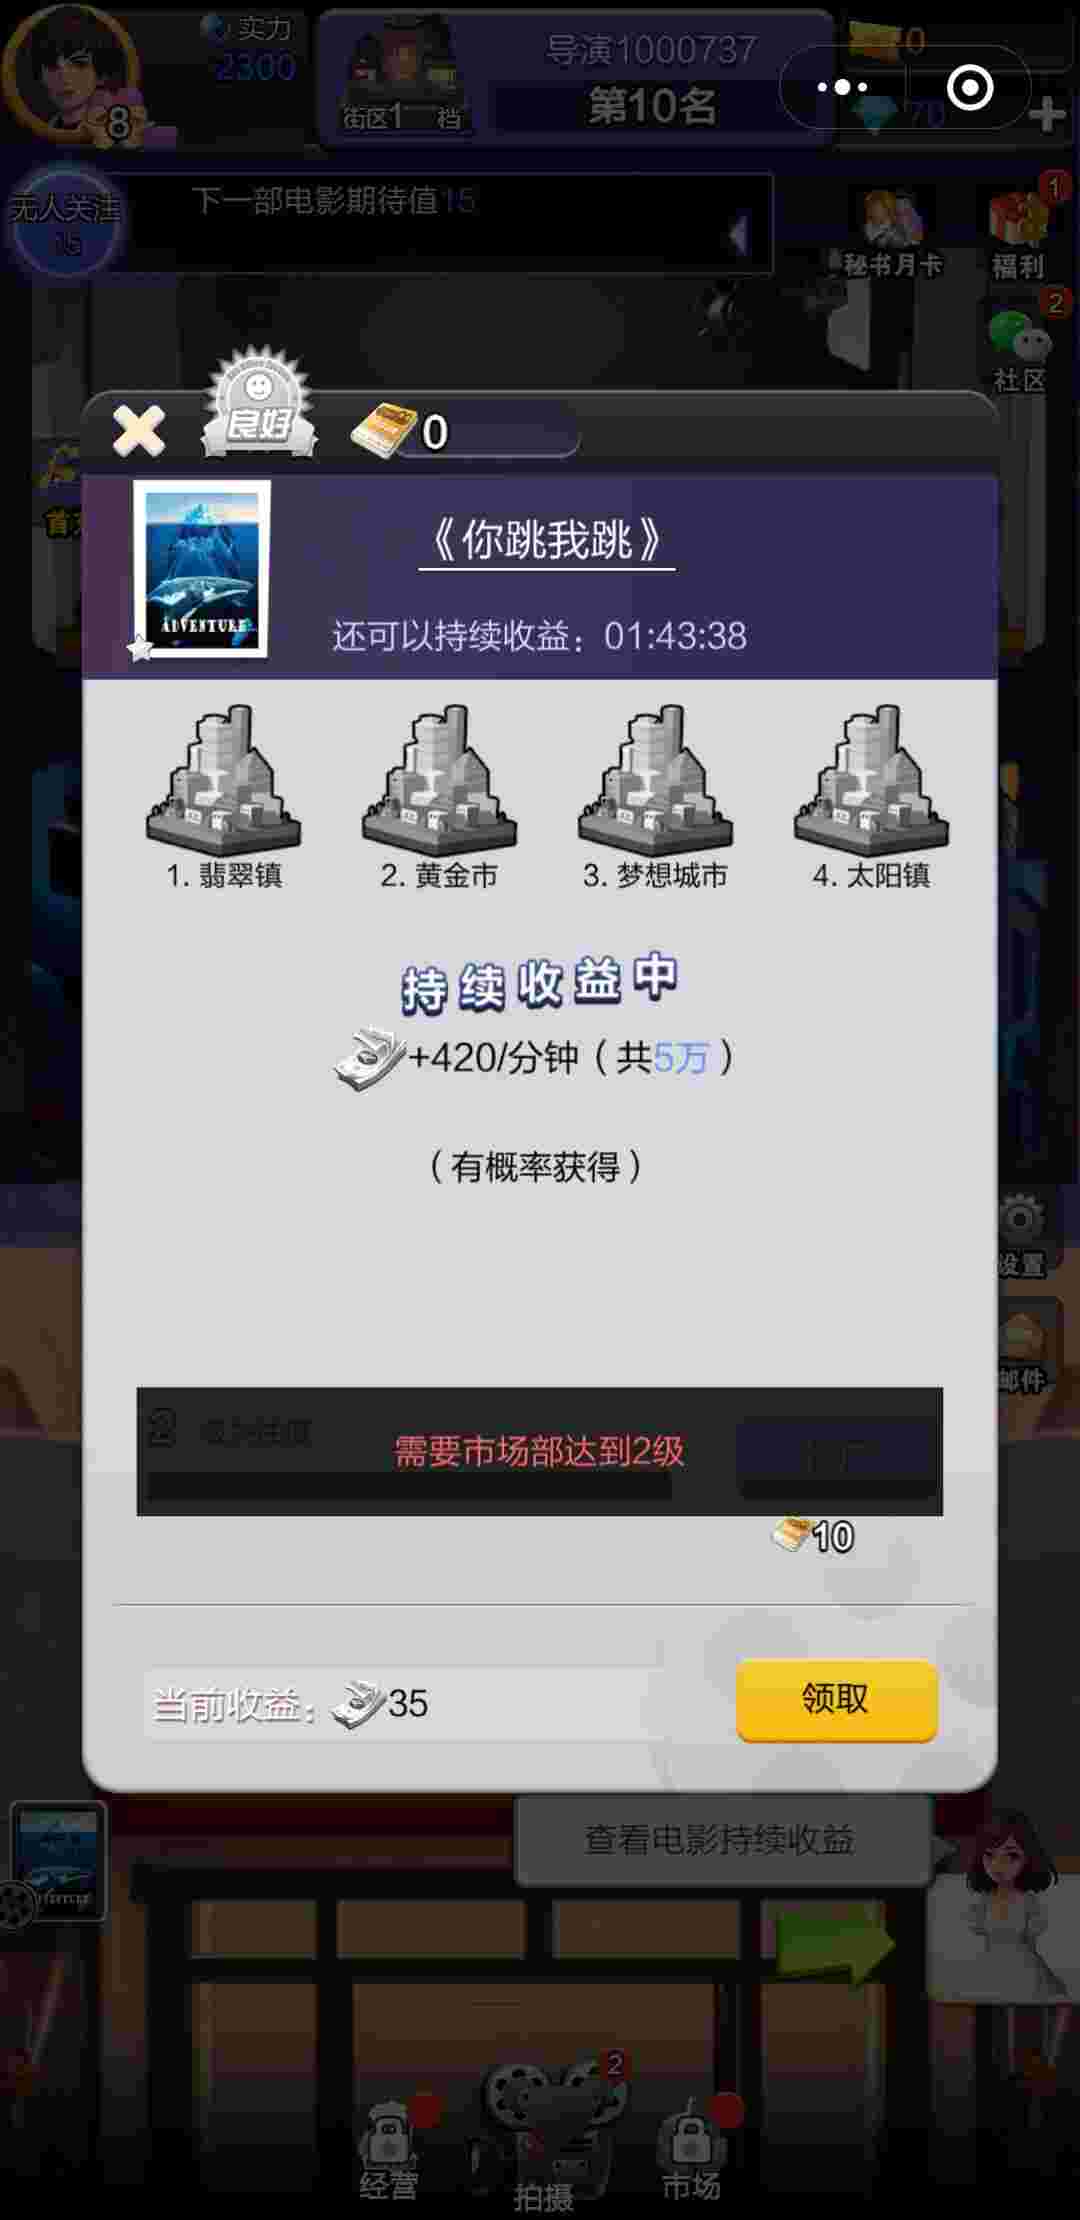 实力
2300
8
街区1
档
导演1000737
第10名
0
70
无人关注
15
下一部电影期待值15
秘书月卡
1
福利
2
社区
良好
0
首
《你跳我跳》
ADVENTURE
还可以持续收益：01:43:38
1. 翡翠镇
2. 黄金市
3. 梦想城市
4. 太阳镇
持续收益中
+420/分钟（共5万）
（有概率获得）
设置
邮件
2
需要市场部达到2级
10
当前收益：35
领取
查看电影持续收益
2
经营
拍摄
市场